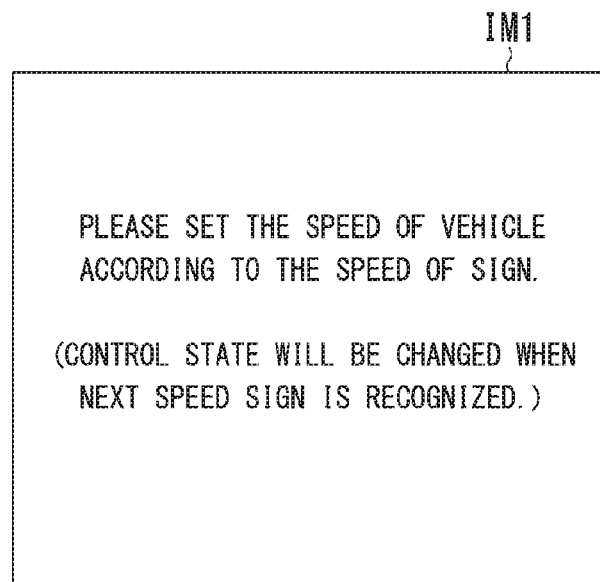 IM1
PLEASE SET THE SPEED OF VEHICLE
ACCORDING TO THE SPEED OF SIGN.
(CONTROL STATE WILL BE CHANGED WHEN
NEXT SPEED SIGN IS RECOGNIZED.)